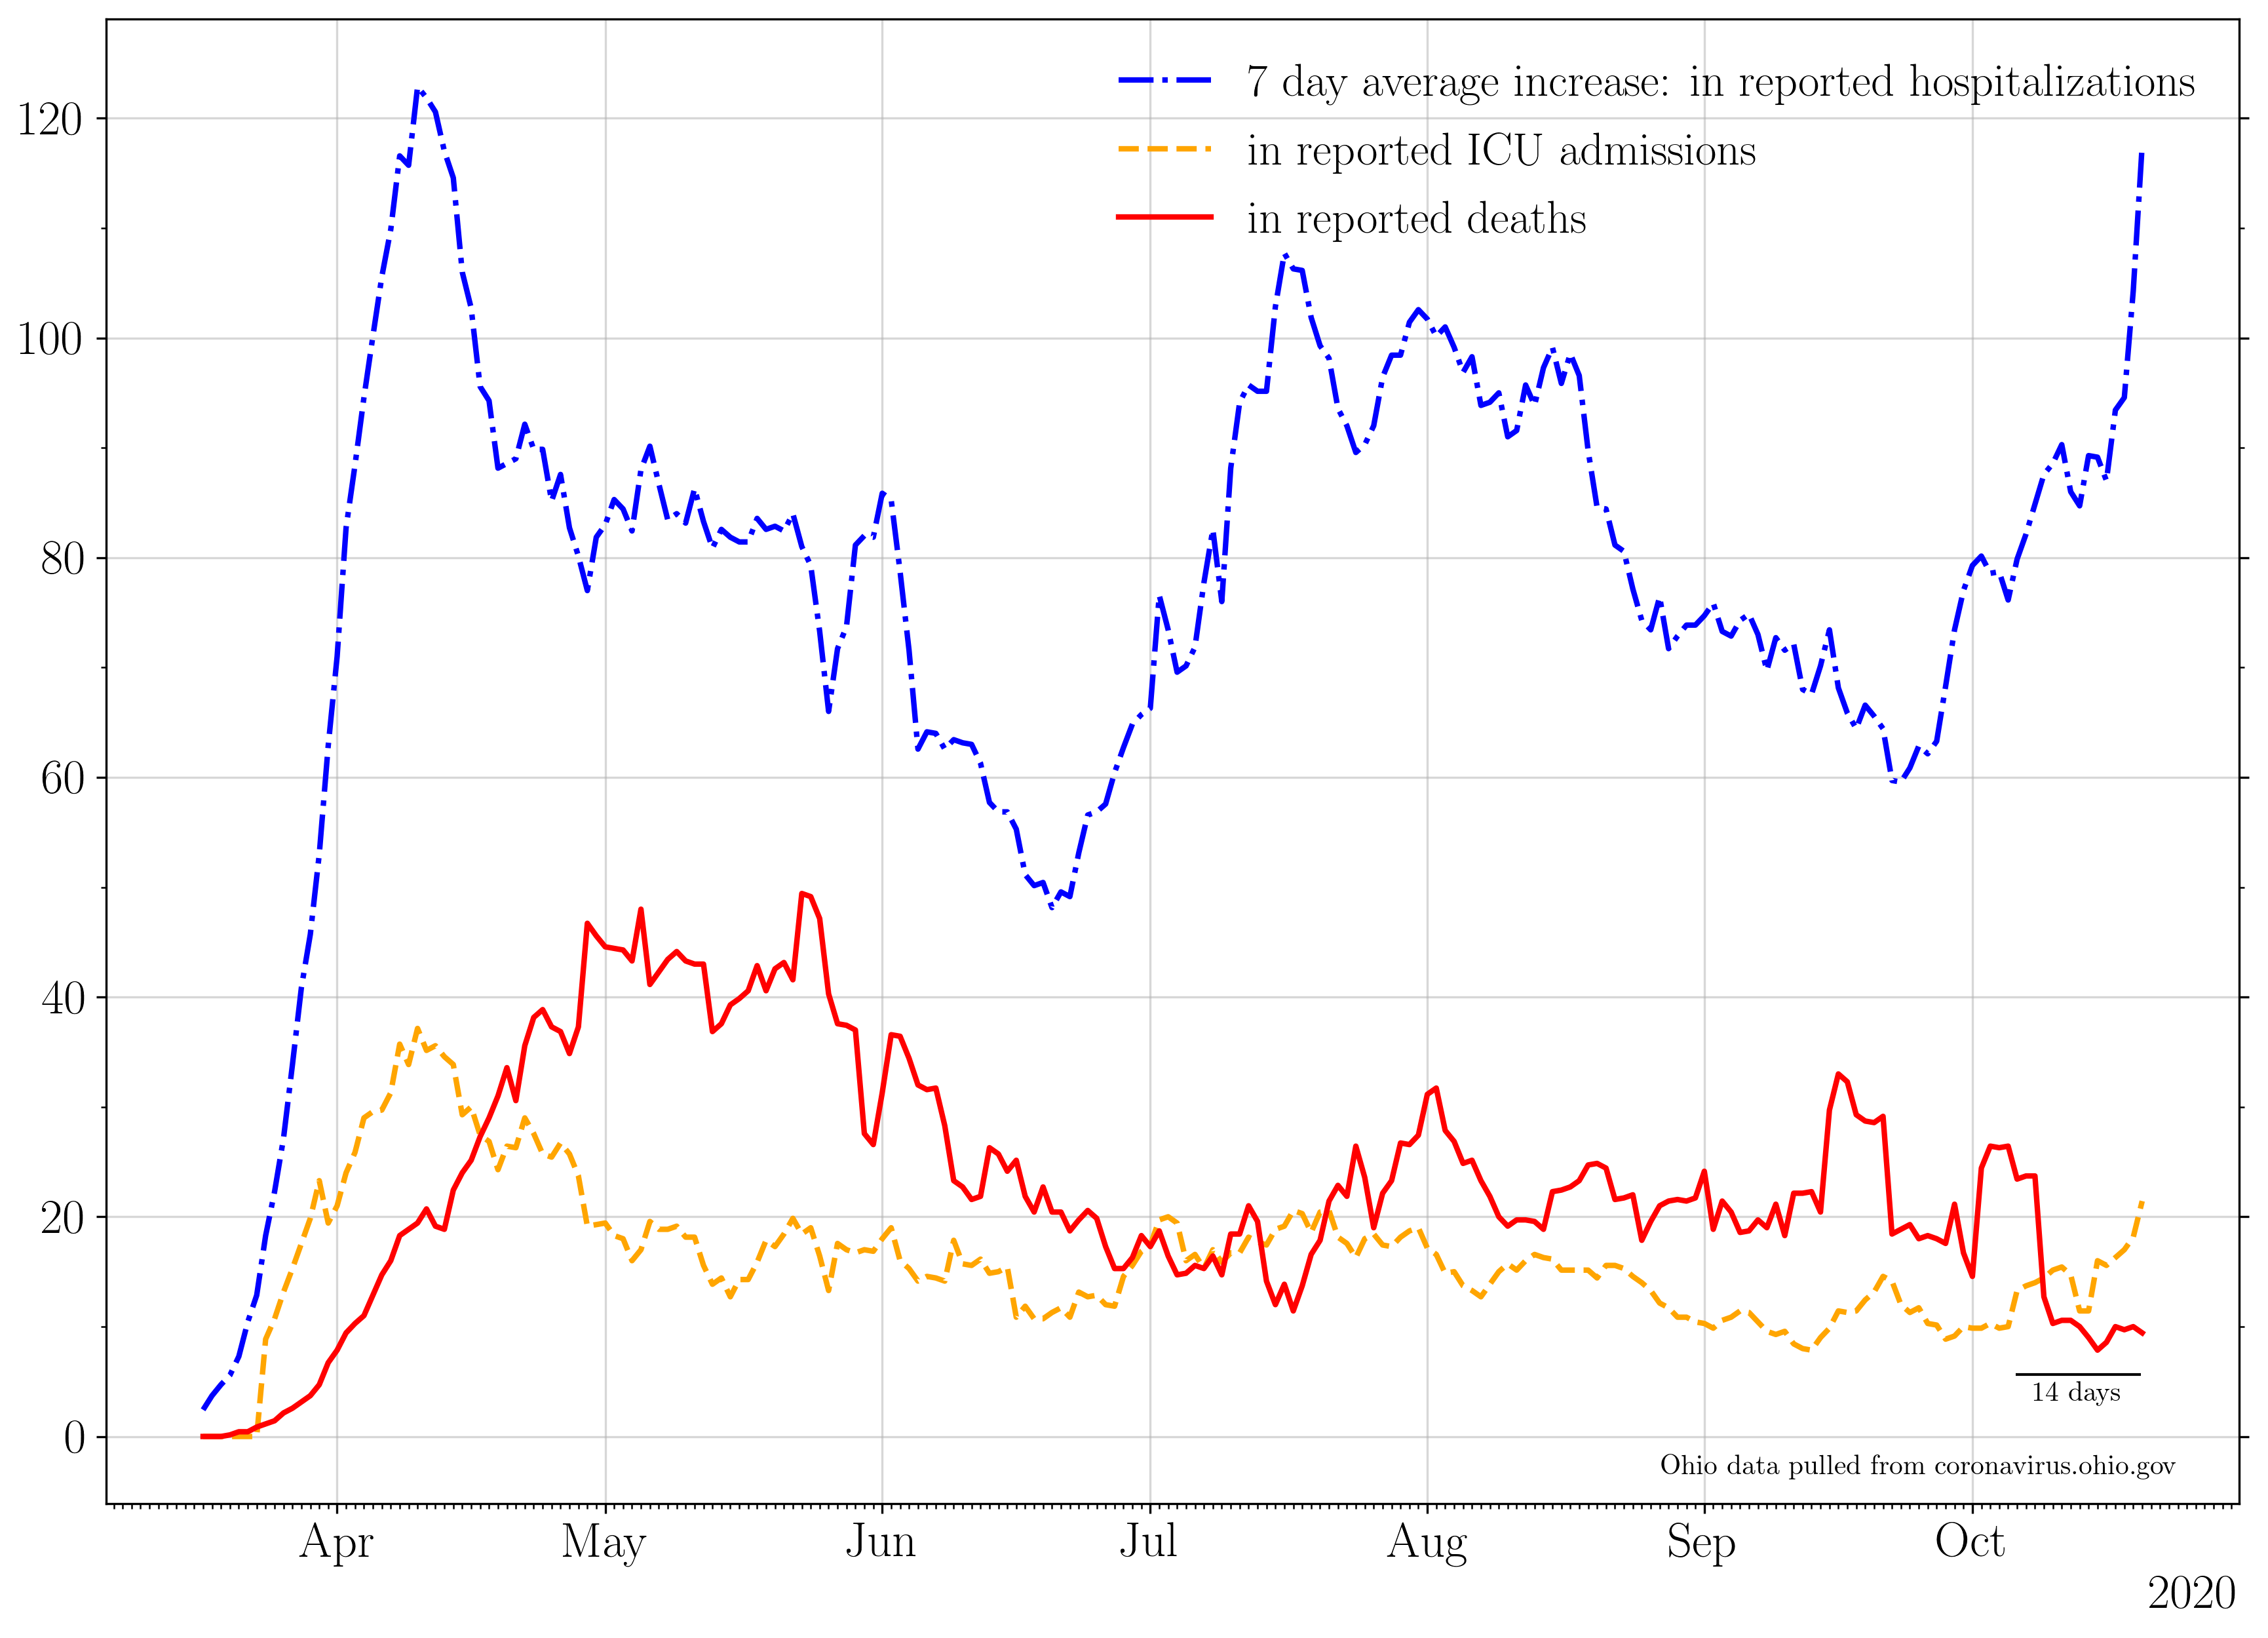 7 day average increase: in reported hospitalizations
in reported ICU admissions
in reported deaths
120
100
80
60
40
20
0
14 days
Ohio data pulled from coronavirus.ohio.gov
Apr May Jun Jul Aug Sep Oct
2020